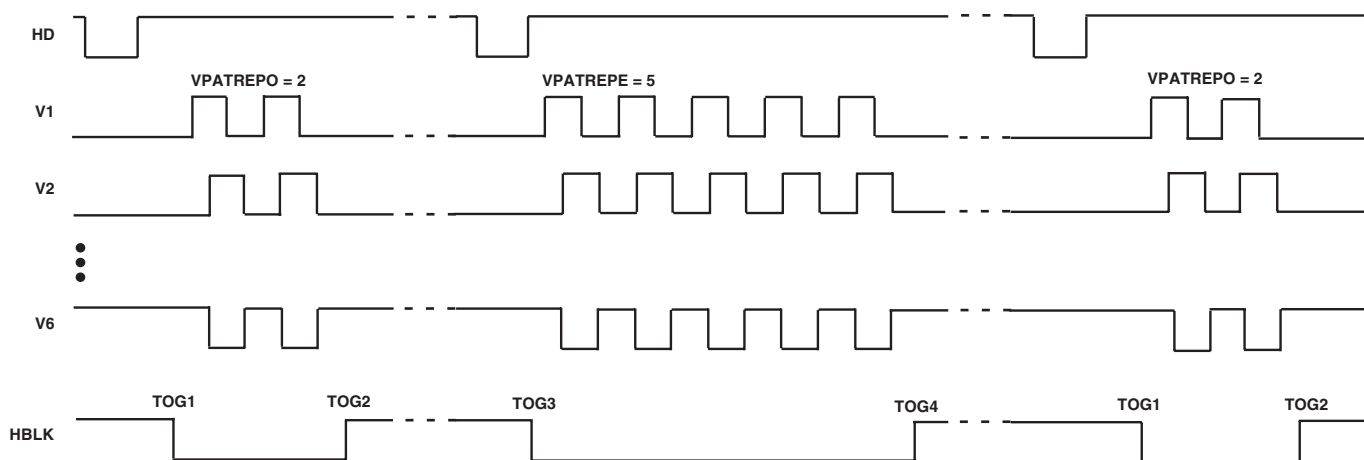 HD
VPATREPO = 2 VPATREPE = 5 VPATREPO = 2
V1
V2
V6
TOG1 TOG2 TOG3 TOG4 TOG1 TOG2
HBLK